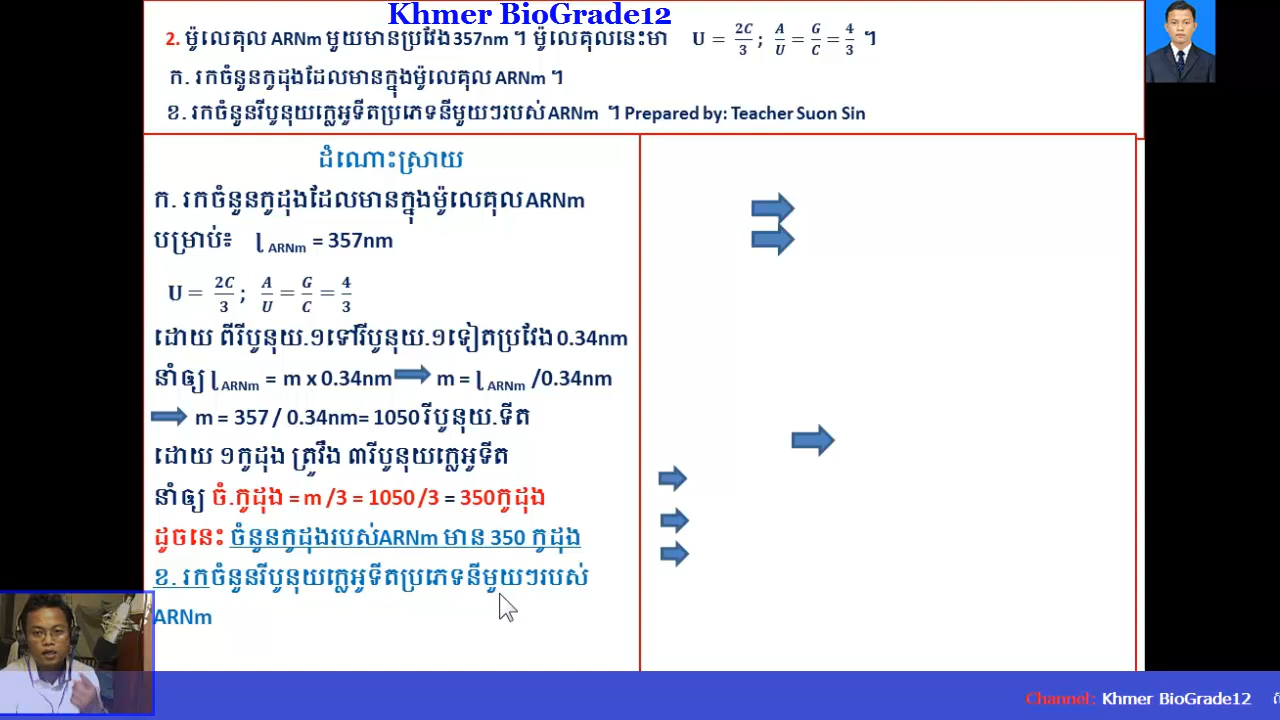 Khmer BioGrade12
2. ម៉ូលេគុល ARNm មួយមានប្រវែង357nm ។ ម៉ូលេគុលនេះមា U = 2C/3 ; A/U = G/C = 4/3 ។
ក. រកចំនួនកូដុងដែលមានក្នុងម៉ូលេគុល ARNm ។
ខ. រកចំនួនរីបូនុយក្លេអូទីតប្រភេទនីមួយៗរបស់ARNm ។ Prepared by: Teacher Suon Sin
ដំណោះស្រាយ
ក. រកចំនួនកូដុងដែលមានក្នុងម៉ូលេគុលARNm
បម្រាប់៖ ɭ ARNm = 357nm
U = 2C/3 ; A/U = G/C = 4/3
ដោយ ពីរីបូនុយ.១ទៅរីបូនុយ.១ទៀតប្រវែង0.34nm
នាំឲ្យ ɭ ARNm = m x 0.34nm ➡ m = ɭ ARNm /0.34nm
➡ m = 357 / 0.34nm= 1050 រីបូនុយ.ទីត
ដោយ ១កូដុង ត្រូវឹង ៣រីបូនុយក្លេអូទីត
នាំឲ្យ ចំ.កូដុង = m /3 = 1050 /3 = 350កូដុង
ដូចនេះ ចំនួនកូដុងរបស់ARNm មាន 350 កូដុង
ខ. រកចំនួនរីបូនុយក្លេអូទីតប្រភេទនីមួយៗរបស់
ARNm
Channel: Khmer BioGrade12